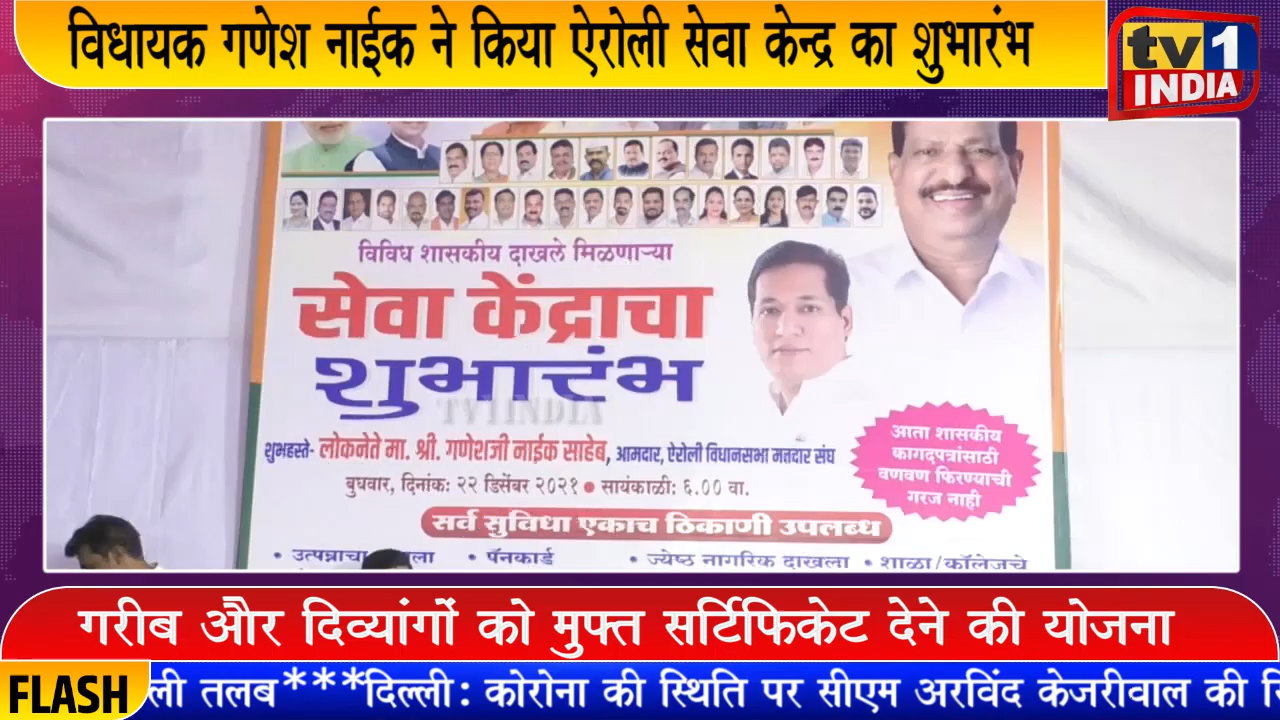 विधायक गणेश नाईक ने किया ऐरोली सेवा केन्द्र का शुभारंभ
tv1
INDIA
विविध शासकीय दाखले मिळणाऱ्या
सेवा केंद्राचा
शुभारंभ
TV1INDIA
शुभहस्ते- लोकनेते मा. श्री. गणेशजी नाईक साहेब, आमदार, ऐरोली विधानसभा मतदार संघ
बुधवार, दिनांक: २२ डिसेंबर २०२१ • सायंकाळी: ६.०० वा.
आता शासकीय
कागदपत्रांसाठी
वणवण फिरण्याची
गरज नाही
सर्व सुविधा एकाच ठिकाणी उपलब्ध
• उत्पन्नाचा • पॅनकार्ड • ज्येष्ठ नागरिक दाखला • शाळा/कॉलेजचे
गरीब और दिव्यांगों को मुफ्त सर्टिफिकेट देने की योजना
FLASH
ली तलब***दिल्ली: कोरोना की स्थिति पर सीएम अरविंद केजरीवाल की